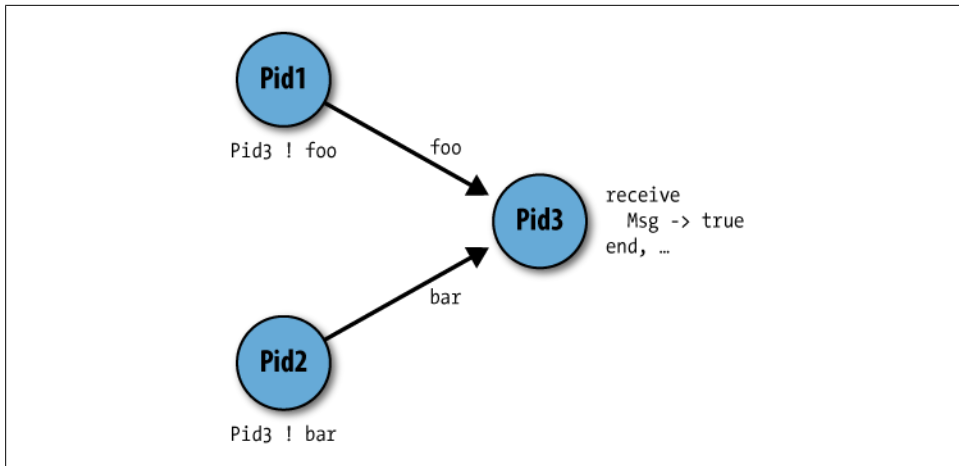 Pid1
Pid3 ! foo
foo
Pid3
receive
Msg -> true
end, …
bar
Pid2
Pid3 ! bar